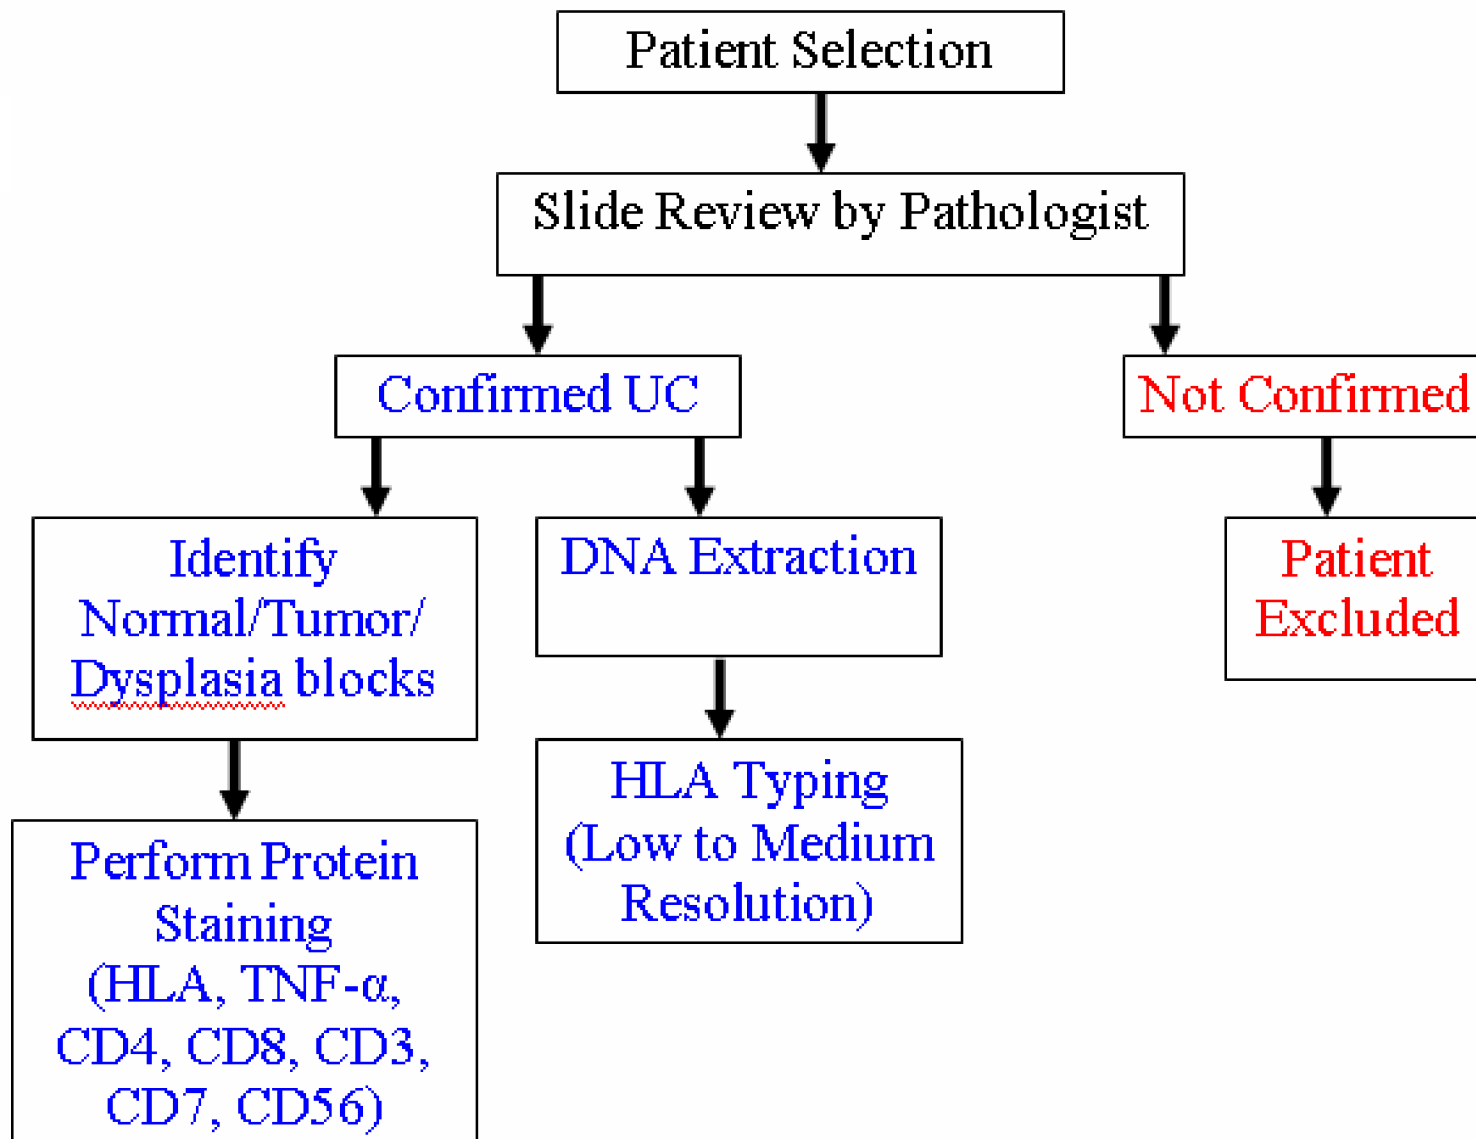 Patient Selection
Slide Review by Pathologist
Confirmed UC
Not Confirmed
Identify
Normal/Tumor/
Dysplasia blocks
DNA Extraction
Patient
Excluded
HLA Typing
(Low to Medium
Resolution)
Perform Protein
Staining
(HLA, TNF-α,
CD4, CD8, CD3,
CD7, CD56)